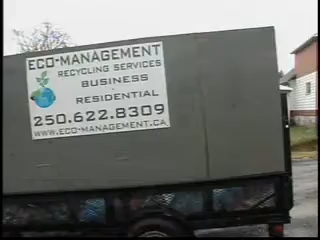 ECO-MANAGEMENT
RECYCLING SERVICES
BUSINESS
-
RESIDENTIAL
250.622.8309
WWW.ECO-MANAGEMENT.CA